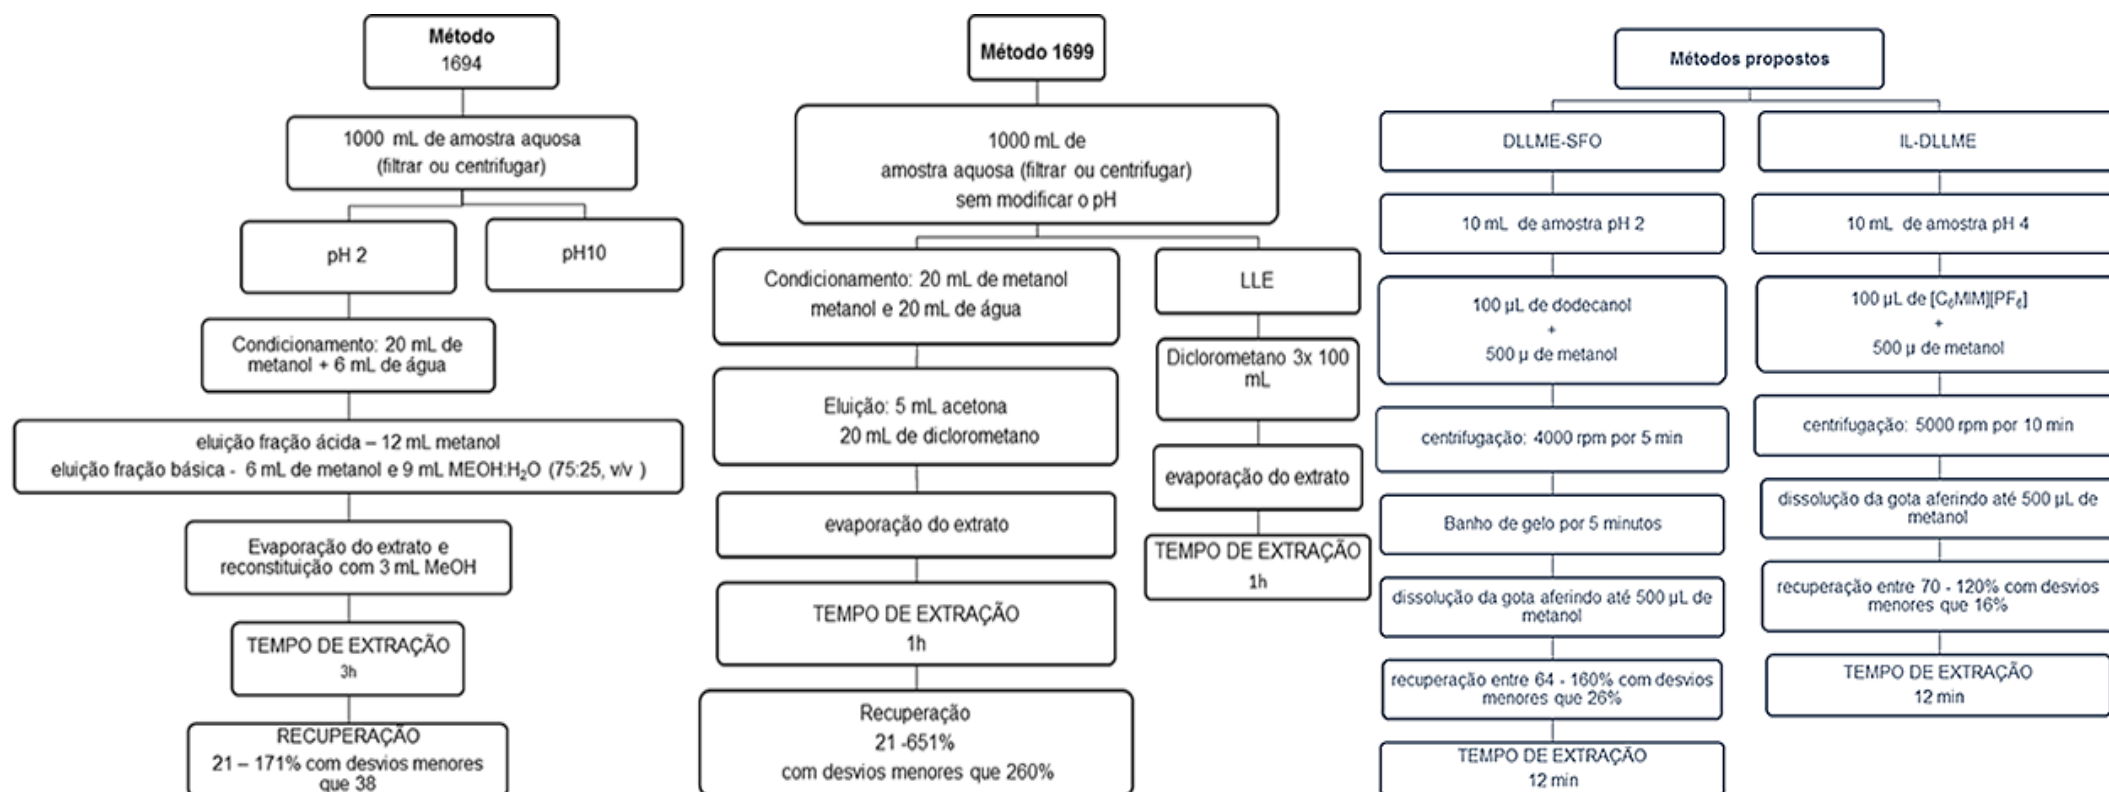 Método
1694
1000 mL de amostra aquosa
(filtrar ou centrifugar)
pH 2
pH10
Condicionamento: 20 mL de
metanol + 6 mL de água
eluição fração ácida – 12 mL metanol
eluição fração básica - 6 mL de metanol e 9 mL MEOH:H₂O (75:25, v/v )
Evaporação do extrato e
reconstituição com 3 mL MeOH
TEMPO DE EXTRAÇÃO
3h
RECUPERAÇÃO
21 – 171% com desvios menores
que 38
Método 1699
1000 mL de
amostra aquosa (filtrar ou centrifugar)
sem modificar o pH
Condicionamento: 20 mL de metanol
metanol e 20 mL de água
Eluição: 5 mL acetona
20 mL de diclorometano
evaporação do extrato
TEMPO DE EXTRAÇÃO
1h
Recuperação
21 -651%
com desvios menores que 260%
LLE
Diclorometano 3x 100
mL
evaporação do extrato
TEMPO DE EXTRAÇÃO
1h
Métodos propostos
DLLME-SFO
10 mL de amostra pH 2
100 µL de dodecanol
+
500 µ de metanol
centrifugação: 4000 rpm por 5 min
Banho de gelo por 5 minutos
dissolução da gota aferindo até 500 µL de
metanol
recuperação entre 64 - 160% com desvios
menores que 26%
TEMPO DE EXTRAÇÃO
12 min
IL-DLLME
10 mL de amostra pH 4
100 µL de [C₆MIM][PF₆]
+
500 µ de metanol
centrifugação: 5000 rpm por 10 min
dissolução da gota aferindo até 500 µL de
metanol
recuperação entre 70 - 120% com desvios
menores que 16%
TEMPO DE EXTRAÇÃO
12 min